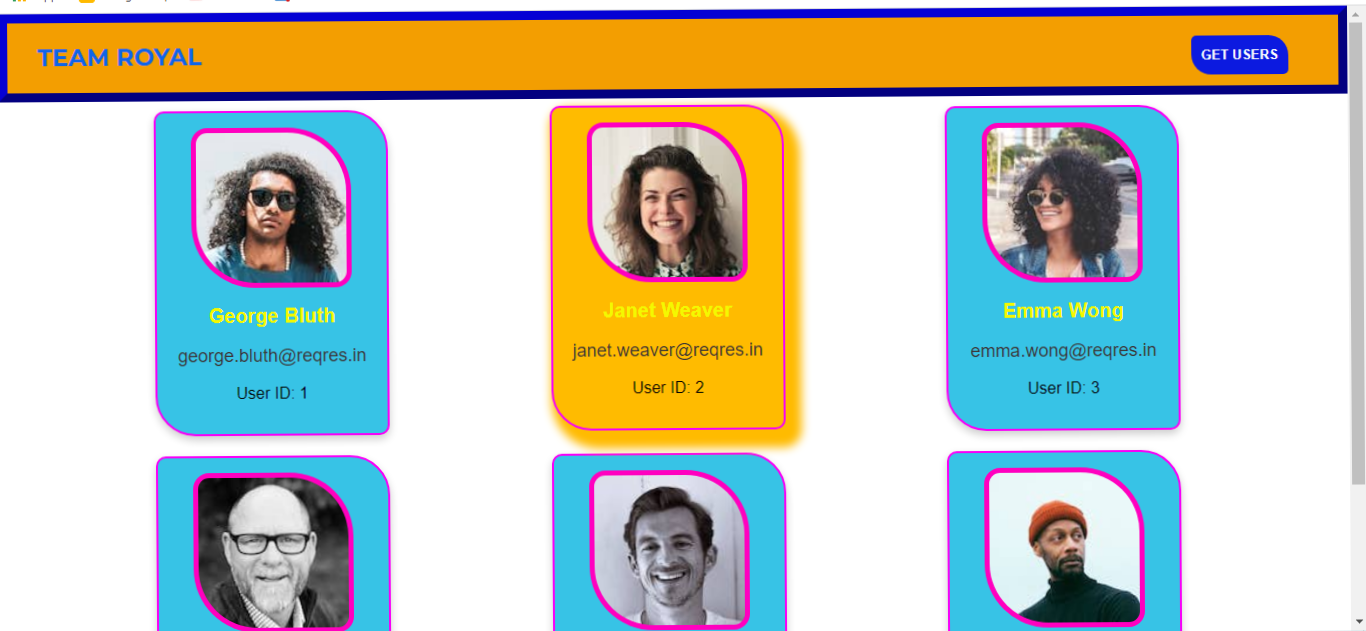 TEAM ROYAL
GET USERS
George Bluth
george.bluth@reqres.in
User ID: 1
Janet Weaver
janet.weaver@reqres.in
User ID: 2
Emma Wong
emma.wong@reqres.in
User ID: 3